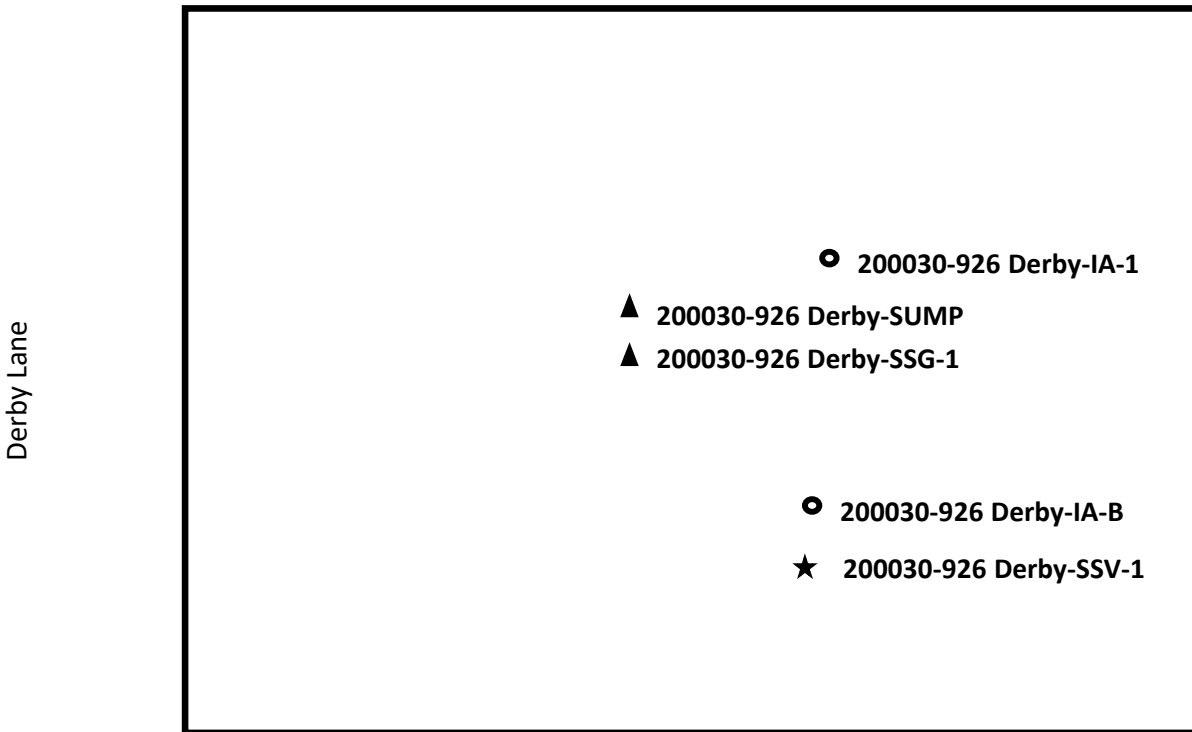 Derby Lane
200030-926 Derby-IA-1
200030-926 Derby-SUMP
200030-926 Derby-SSG-1
200030-926 Derby-IA-B
200030-926 Derby-SSV-1